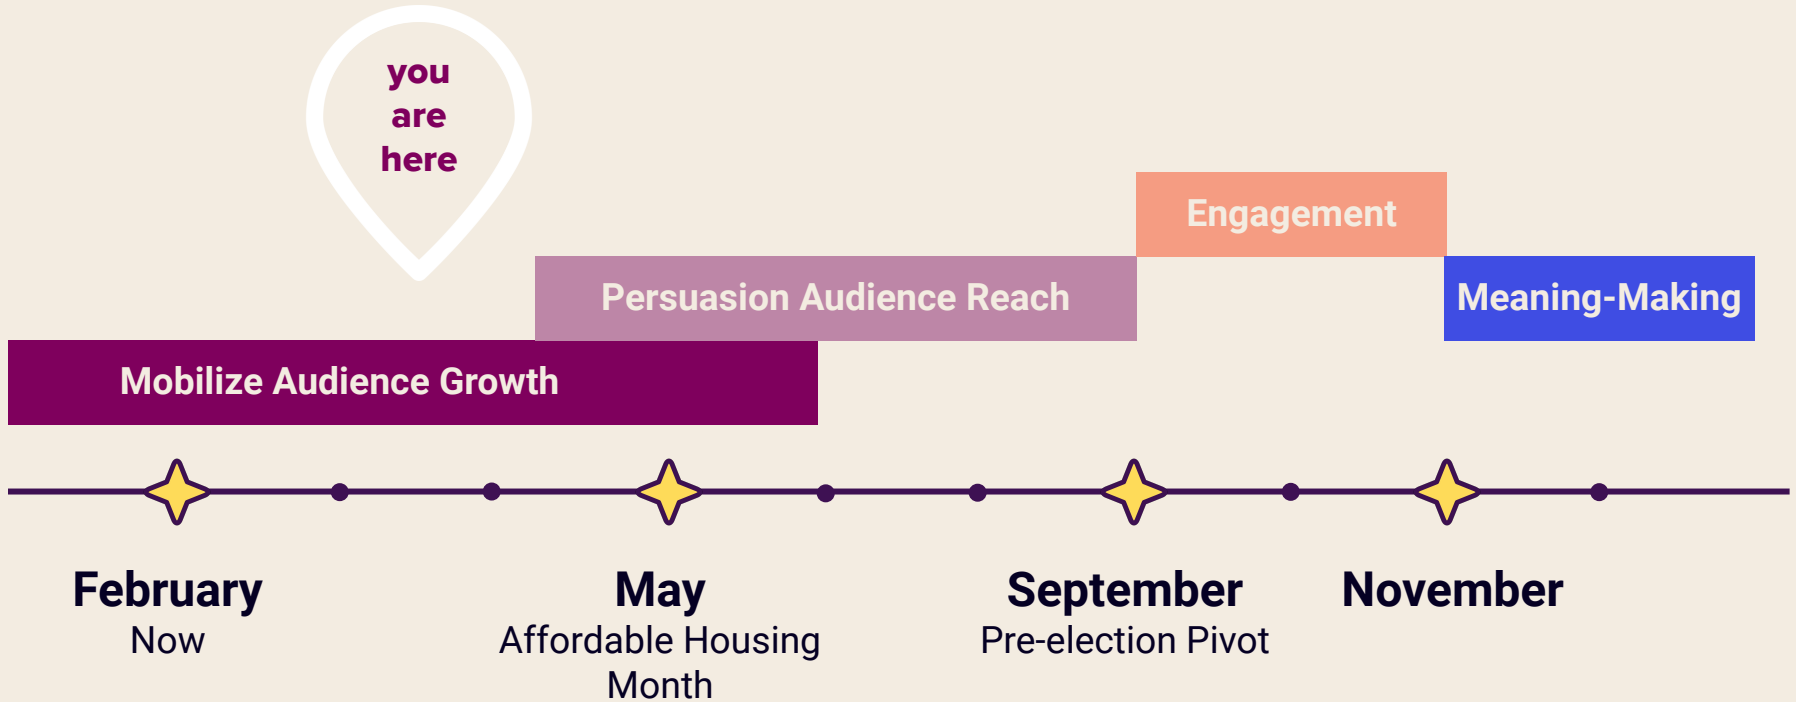 you
are
here
Engagement
Persuasion Audience Reach
Meaning-Making
Mobilize Audience Growth
February
Now
May
Affordable Housing
Month
September
Pre-election Pivot
November